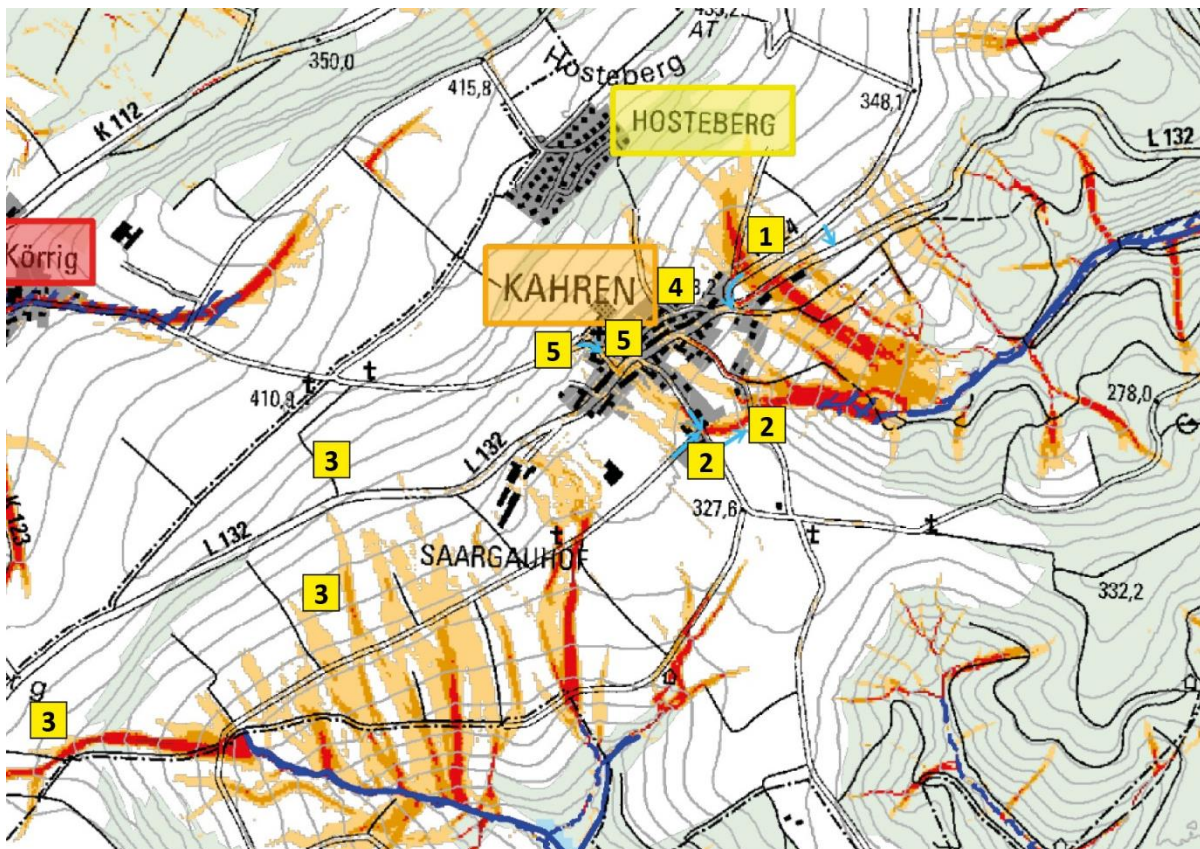 350,0
AT
Hosteberg
415,8
K 112
HOSTEBERG
348,1
L 132
Körrig
1
KAHREN
4
5
5
410,9
278,0
3
L 132
2
2
327,6
L 132
SAARGAUHOF
3
332,2
3
g